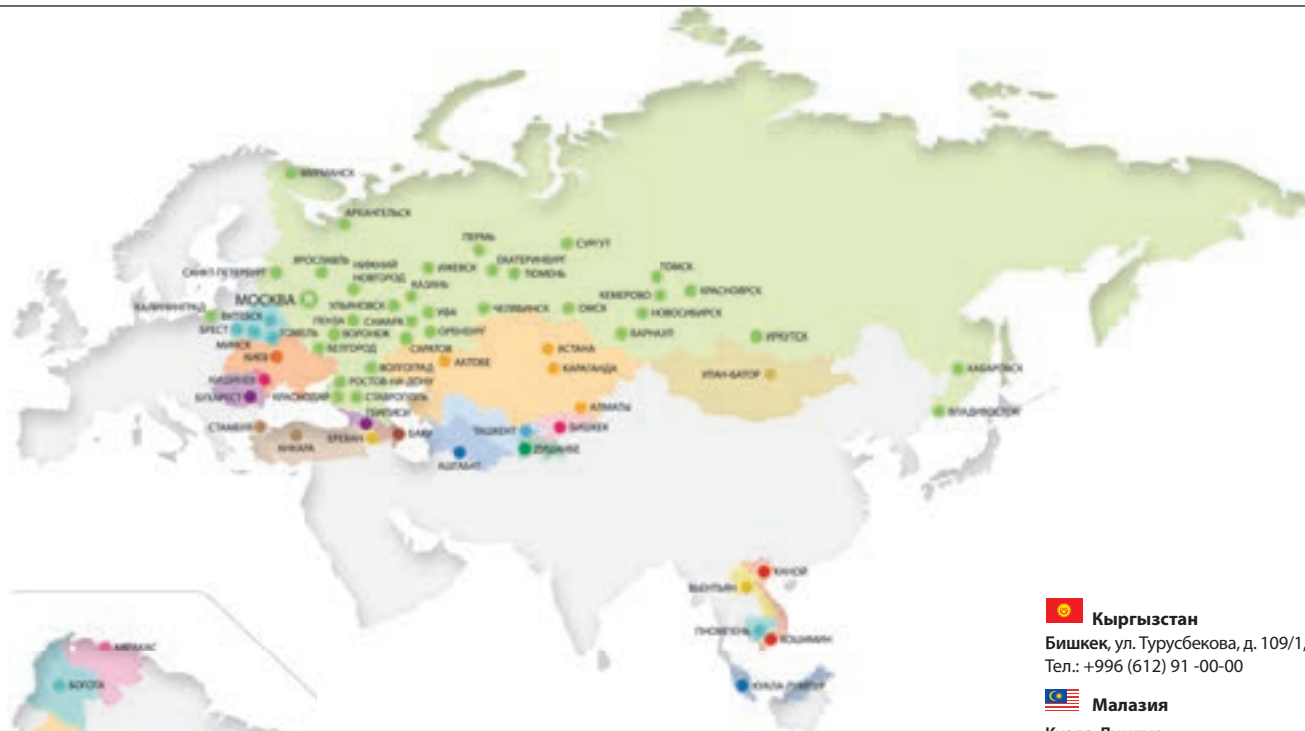 МУРМАНСК
АРХАНГЕЛЬСК
ПЕРМЬ
СУРГУТ
ЯРОСЛАВЛЬ
НИЖНИЙ
НОВГОРОД
ИЖЕВСК
ЕКАТЕРИНБУРГ
ТЮМЕНЬ
ТОМСК
САНКТ-ПЕТЕРБУРГ
КАЗАНЬ
КЕМЕРОВО
КРАСНОЯРСК
МОСКВА
КАЛИНИНГРАД
ВИТЕБСК
УЛЬЯНОВСК
УФА
ЧЕЛЯБИНСК
ОМСК
НОВОСИБИРСК
БРЕСТ
ГОМЕЛЬ
ПЕНЗА
САМАРА
ОРЕНБУРГ
БАРНАУЛ
ИРКУТСК
МИНСК
ВОРОНЕЖ
БЕЛГОРОД
САРАТОВ
КИЕВ
АКТОБЕ
АСТАНА
ВОЛГОГРАД
КАРАГАНДА
УЛАН-БАТОР
ХАБАРОВСК
КИШИНЕВ
РОСТОВ-НА-ДОНУ
БУХАРЕСТ
КРАСНОДАР
СТАВРОПОЛЬ
АЛМАТЫ
ВЛАДИВОСТОК
СТАМБУЛ
ТБИЛИСИ
АНКАРА
ЕРЕВАН
БАКУ
ТАШКЕНТ
БИШКЕК
АШГАБАТ
ДУШАНБЕ
ХАНОЙ
ВЬЕНТЬЯН
ПНОМПЕНЬ
ХОШИМИН
КУАЛА-ЛУМПУР
КАРАКАС
БОГОТА
Кыргызстан
Бишкек, ул. Турусбекова, д. 109/1,
Тел.: +996 (612) 91 -00-00
Малазия